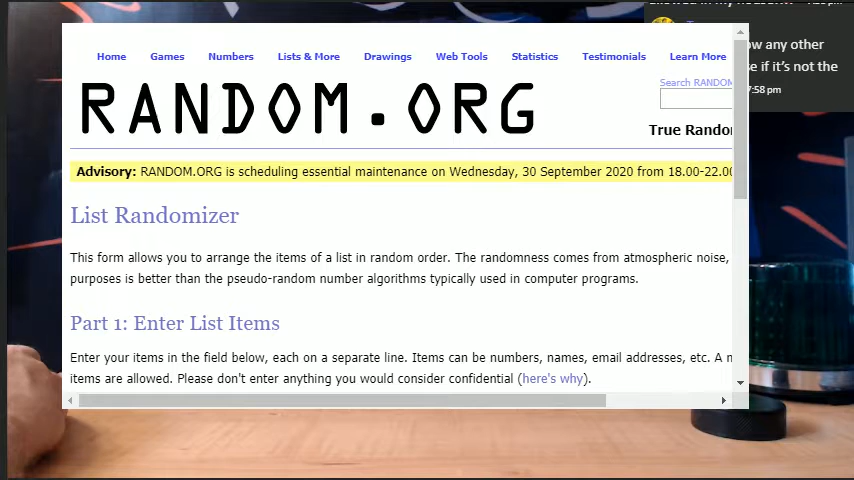 ow any other
Home Games Numbers Lists & More Drawings Web Tools Statistics Testimonials Learn More
se if it's not the
Search RANDOM
7:58 pm
RANDOM.ORG
True Random
Advisory: RANDOM.ORG is scheduling essential maintenance on Wednesday, 30 September 2020 from 18.00-22.00
List Randomizer
This form allows you to arrange the items of a list in random order. The randomness comes from atmospheric noise,
purposes is better than the pseudo-random number algorithms typically used in computer programs.
Part 1: Enter List Items
Enter your items in the field below, each on a separate line. Items can be numbers, names, email addresses, etc. A
items are allowed. Please don't enter anything you would consider confidential (here's why).